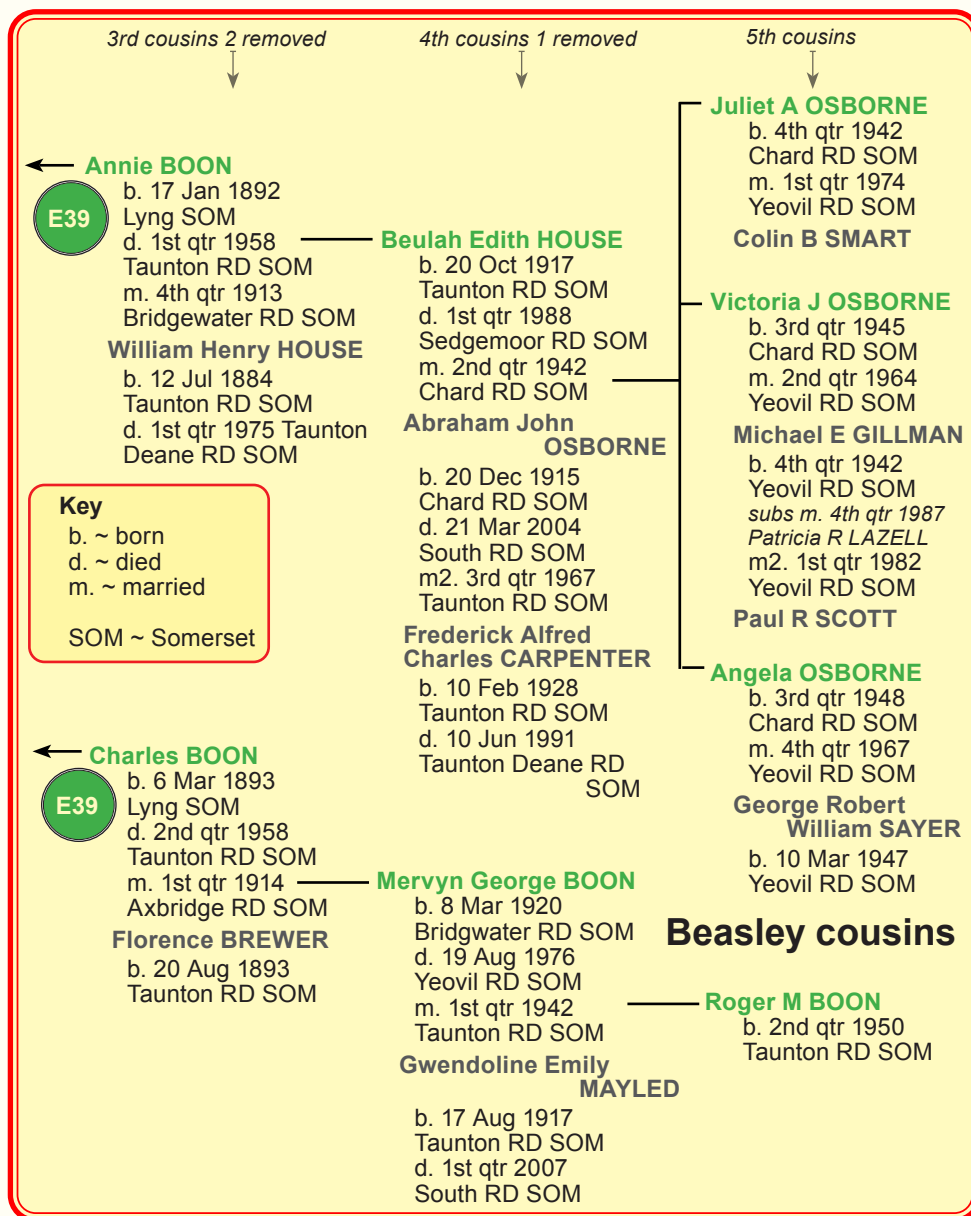 3rd cousins 2 removed
4th cousins 1 removed
5th cousins
Annie BOON
E39
b. 17 Jan 1892
Lyng SOM
d. 1st qtr 1958
Taunton RD SOM
m. 4th qtr 1913
Bridgewater RD SOM
William Henry HOUSE
b. 12 Jul 1884
Taunton RD SOM
d. 1st qtr 1975 Taunton
Deane RD SOM
Key
b. ~ born
d. ~ died
m. ~ married
SOM ~ Somerset
Charles BOON
E39
b. 6 Mar 1893
Lyng SOM
d. 2nd qtr 1958
Taunton RD SOM
m. 1st qtr 1914
Axbridge RD SOM
Florence BREWER
b. 20 Aug 1893
Taunton RD SOM
Beulah Edith HOUSE
b. 20 Oct 1917
Taunton RD SOM
d. 1st qtr 1988
Sedgemoor RD SOM
m. 2nd qtr 1942
Chard RD SOM
Abraham John
OSBORNE
b. 20 Dec 1915
Chard RD SOM
d. 21 Mar 2004
South RD SOM
m2. 3rd qtr 1967
Taunton RD SOM
Frederick Alfred
Charles CARPENTER
b. 10 Feb 1928
Taunton RD SOM
d. 10 Jun 1991
Taunton Deane RD
SOM
Mervyn George BOON
b. 8 Mar 1920
Bridgwater RD SOM
d. 19 Aug 1976
Yeovil RD SOM
m. 1st qtr 1942
Taunton RD SOM
Gwendoline Emily
MAYLED
b. 17 Aug 1917
Taunton RD SOM
d. 1st qtr 2007
South RD SOM
Juliet A OSBORNE
b. 4th qtr 1942
Chard RD SOM
m. 1st qtr 1974
Yeovil RD SOM
Colin B SMART
Victoria J OSBORNE
b. 3rd qtr 1945
Chard RD SOM
m. 2nd qtr 1964
Yeovil RD SOM
Michael E GILLMAN
b. 4th qtr 1942
Yeovil RD SOM
subs m. 4th qtr 1987
Patricia R LAZELL
m2. 1st qtr 1982
Yeovil RD SOM
Paul R SCOTT
Angela OSBORNE
b. 3rd qtr 1948
Chard RD SOM
m. 4th qtr 1967
Yeovil RD SOM
George Robert
William SAYER
b. 10 Mar 1947
Yeovil RD SOM
Beasley cousins
Roger M BOON
b. 2nd qtr 1950
Taunton RD SOM